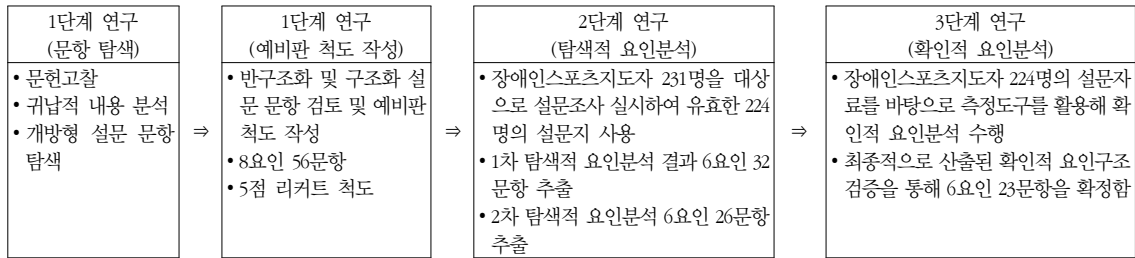 1단계 연구
(문항 탐색)
• 문헌고찰
• 귀납적 내용 분석
• 개방형 설문 문항
탐색
⇒
1단계 연구
(예비판 척도 작성)
• 반구조화 및 구조화 설
문 문항 검토 및 예비판
척도 작성
• 8요인 56문항
• 5점 리커트 척도
⇒
2단계 연구
(탐색적 요인분석)
• 장애인스포츠지도자 231명을 대상
으로 설문조사 실시하여 유효한 224
명의 설문지 사용
• 1차 탐색적 요인분석 결과 6요인 32
문항 추출
• 2차 탐색적 요인분석 6요인 26문항
추출
⇒
3단계 연구
(확인적 요인분석)
• 장애인스포츠지도자 224명의 설문자
료를 바탕으로 측정도구를 활용해 확
인적 요인분석 수행
• 최종적으로 산출된 확인적 요인구조
검증을 통해 6요인 23문항을 확정함